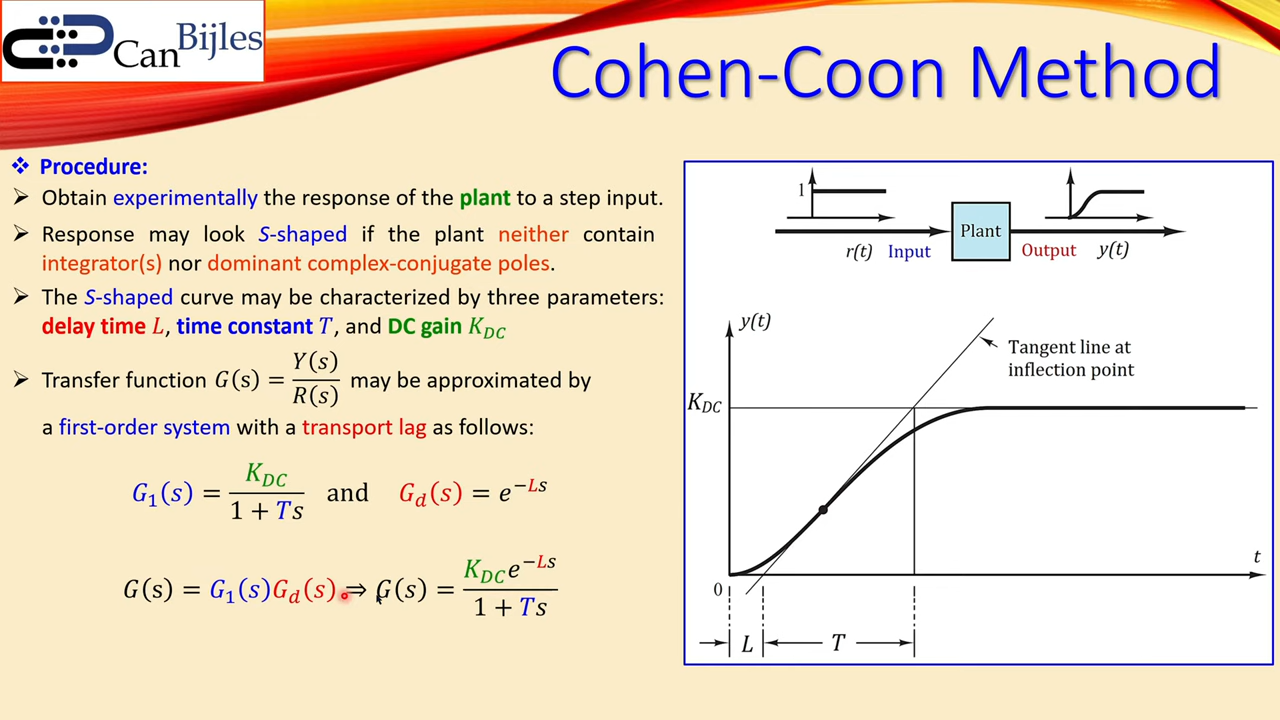 CanBijles
Cohen-Coon Method
❖ Procedure:
➢ Obtain experimentally the response of the plant to a step input.
➢ Response may look S-shaped if the plant neither contain
integrator(s) nor dominant complex-conjugate poles.
➢ The S-shaped curve may be characterized by three parameters:
delay time L, time constant T, and DC gain K_DC
➢ Transfer function G(s) = Y(s)/R(s) may be approximated by
a first-order system with a transport lag as follows:
G₁(s) = K_DC/(1 + Ts) and G_d(s) = e^{−Ls}
G(s) = G₁(s)G_d(s) ⇒ G(s) = K_DC e^{−Ls}/(1 + Ts)
1
Plant
r(t) Input
Output y(t)
y(t)
Tangent line at
inflection point
K_DC
t
0
L
T